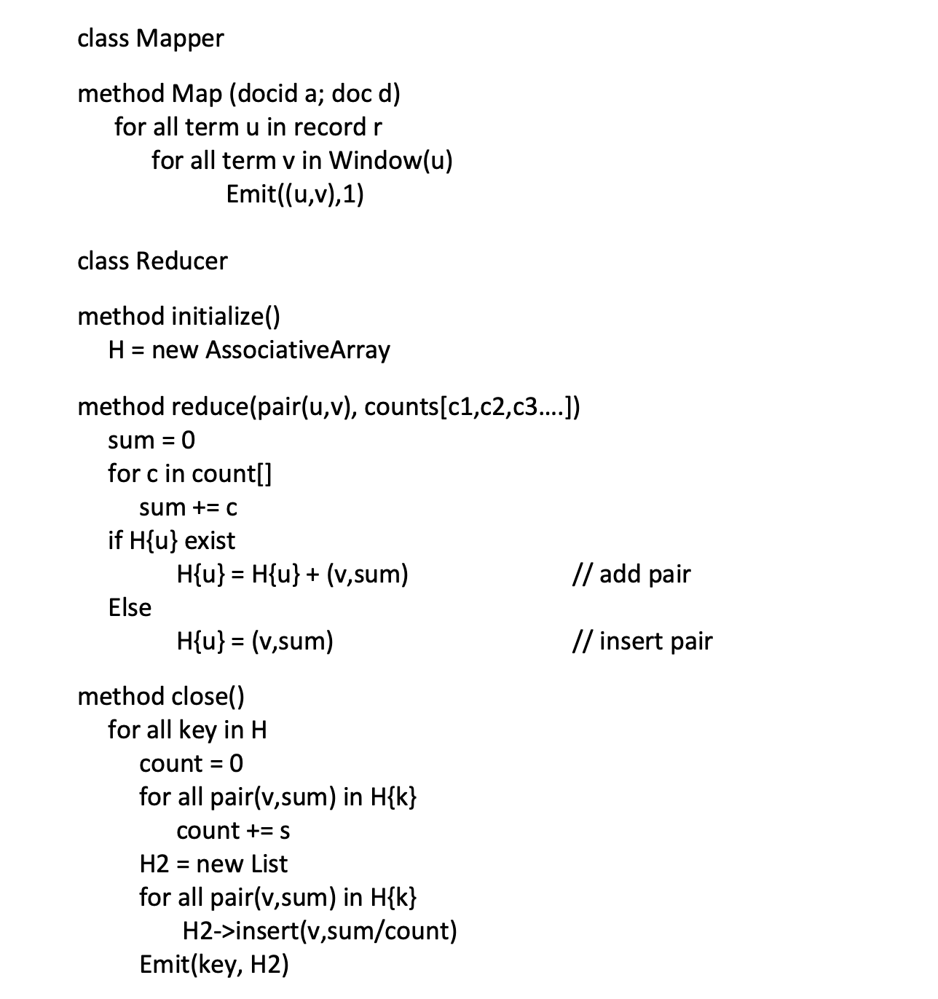 class Mapper
method Map (docid a; doc d)
for all term u in record r
for all term v in Window(u)
Emit((u,v),1)
class Reducer
method initialize()
H = new AssociativeArray
method reduce(pair(u,v), counts[c1,c2,c3....])
sum = 0
for c in count[]
sum += c
if H{u} exist
H{u} = H{u} + (v,sum) // add pair
Else
H{u} = (v,sum) // insert pair
method close()
for all key in H
count = 0
for all pair(v,sum) in H{k}
count += s
H2 = new List
for all pair(v,sum) in H{k}
H2->insert(v,sum/count)
Emit(key, H2)